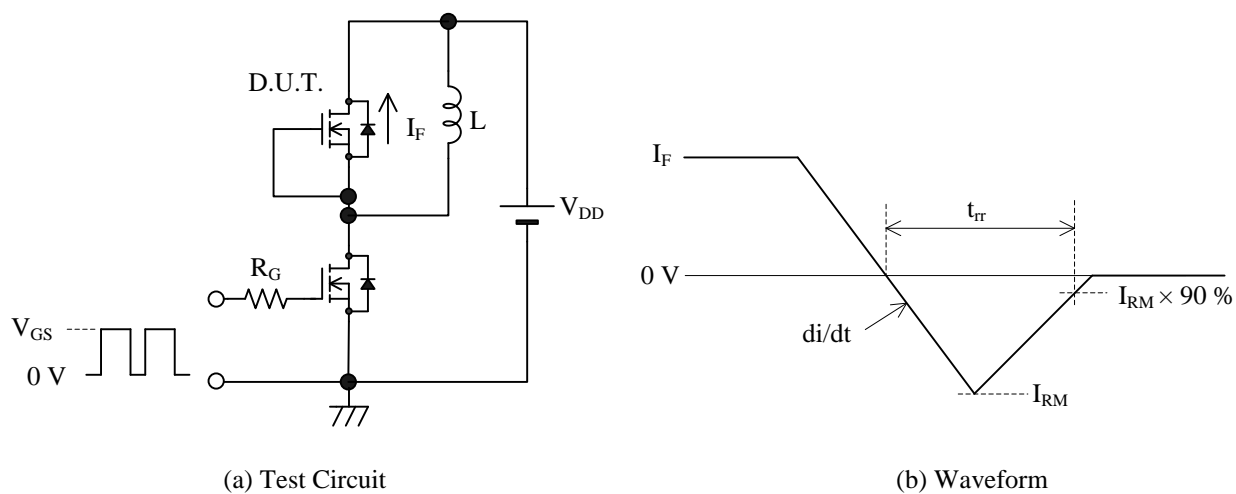 D.U.T.
I_F
L
V_DD
R_G
V_GS
0 V
(a) Test Circuit
I_F
t_rr
0 V
I_RM × 90 %
di/dt
I_RM
(b) Waveform